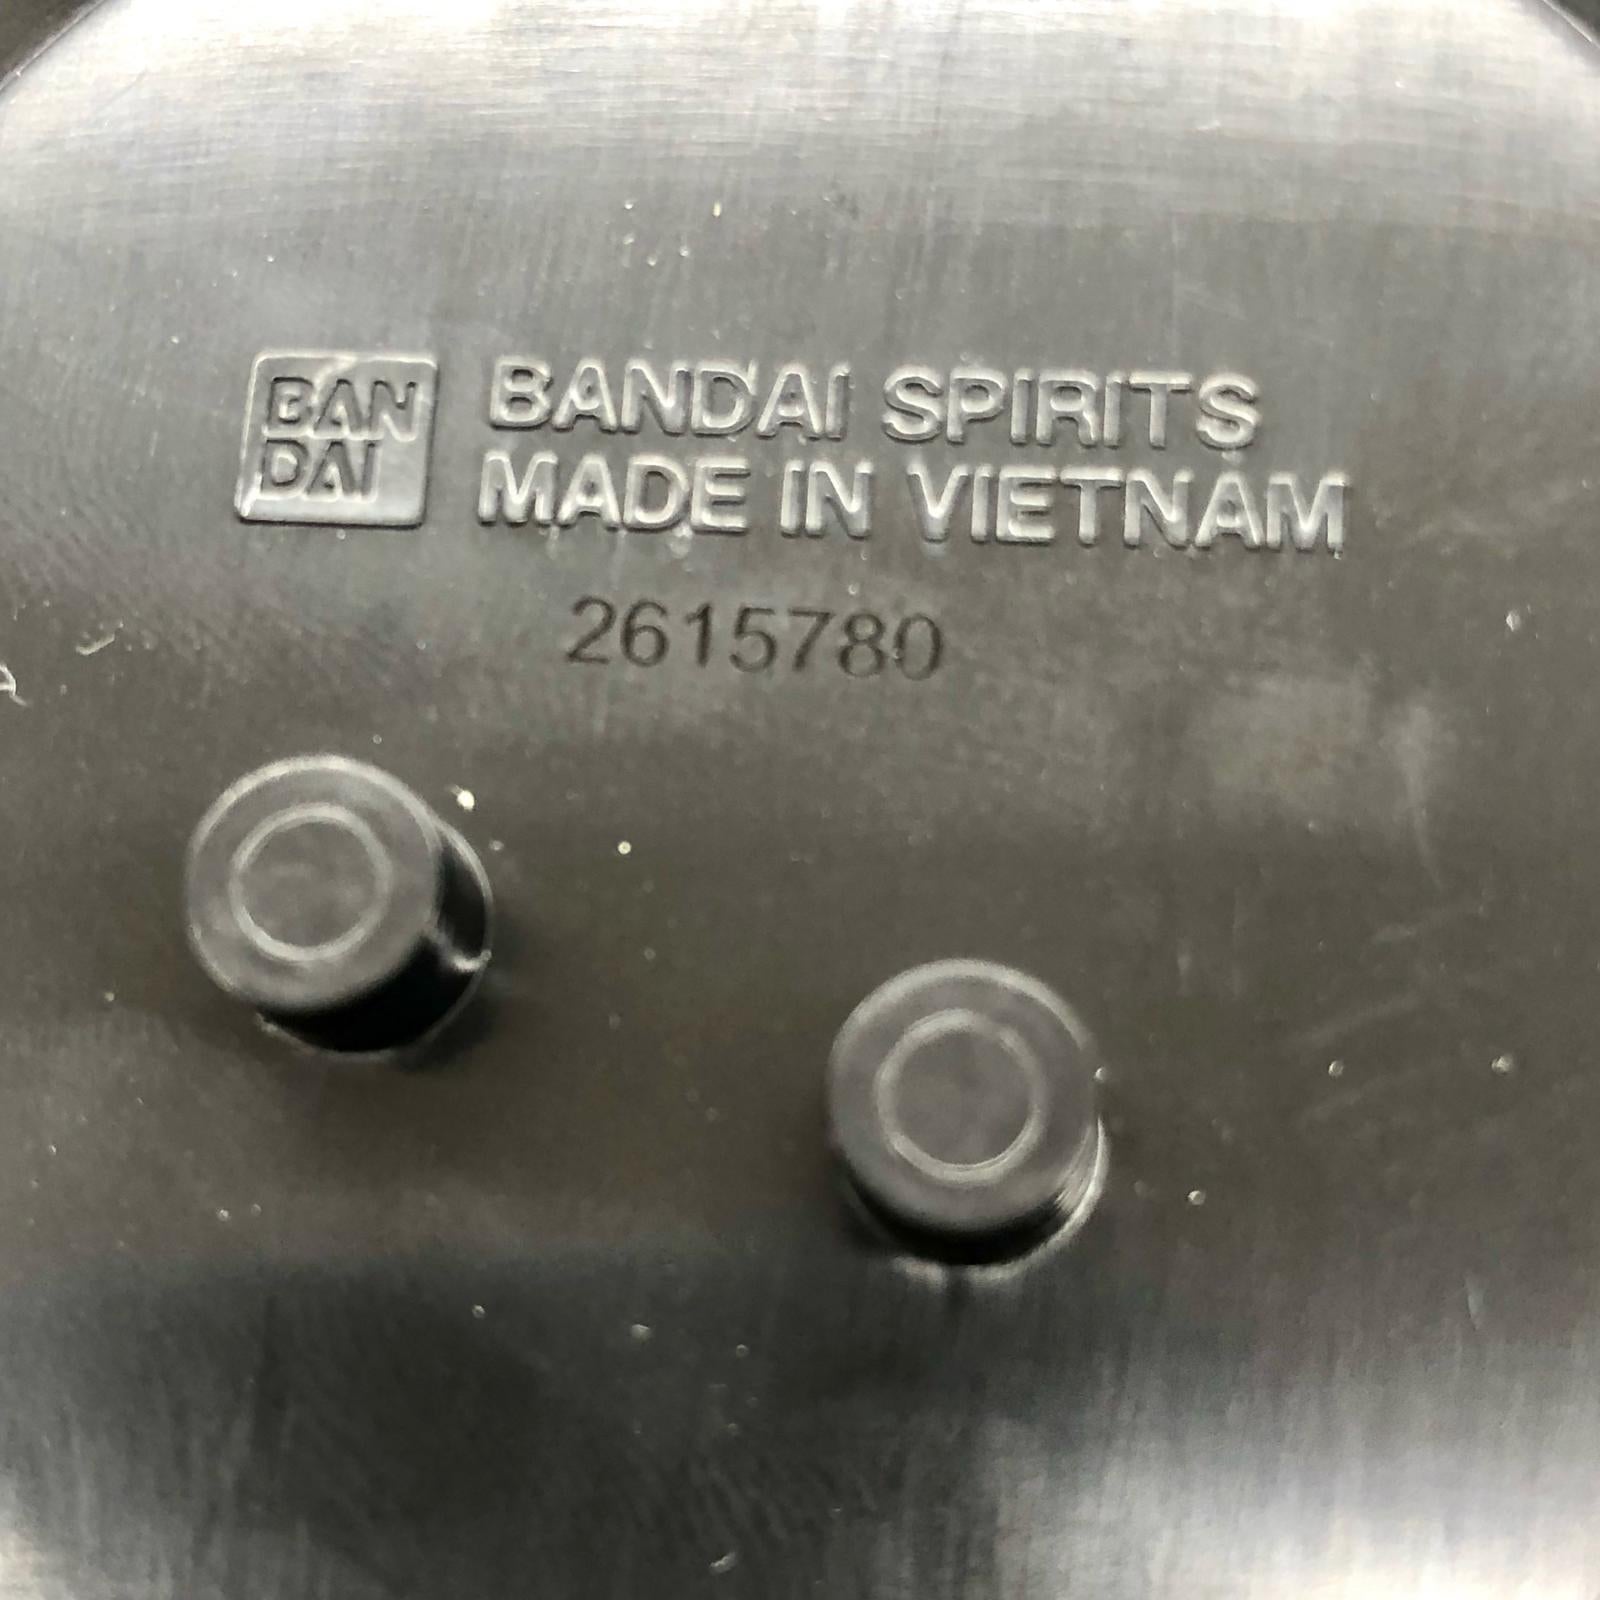 BAN
DAI
BANDAI SPIRITS
MADE IN VIETNAM
2615780